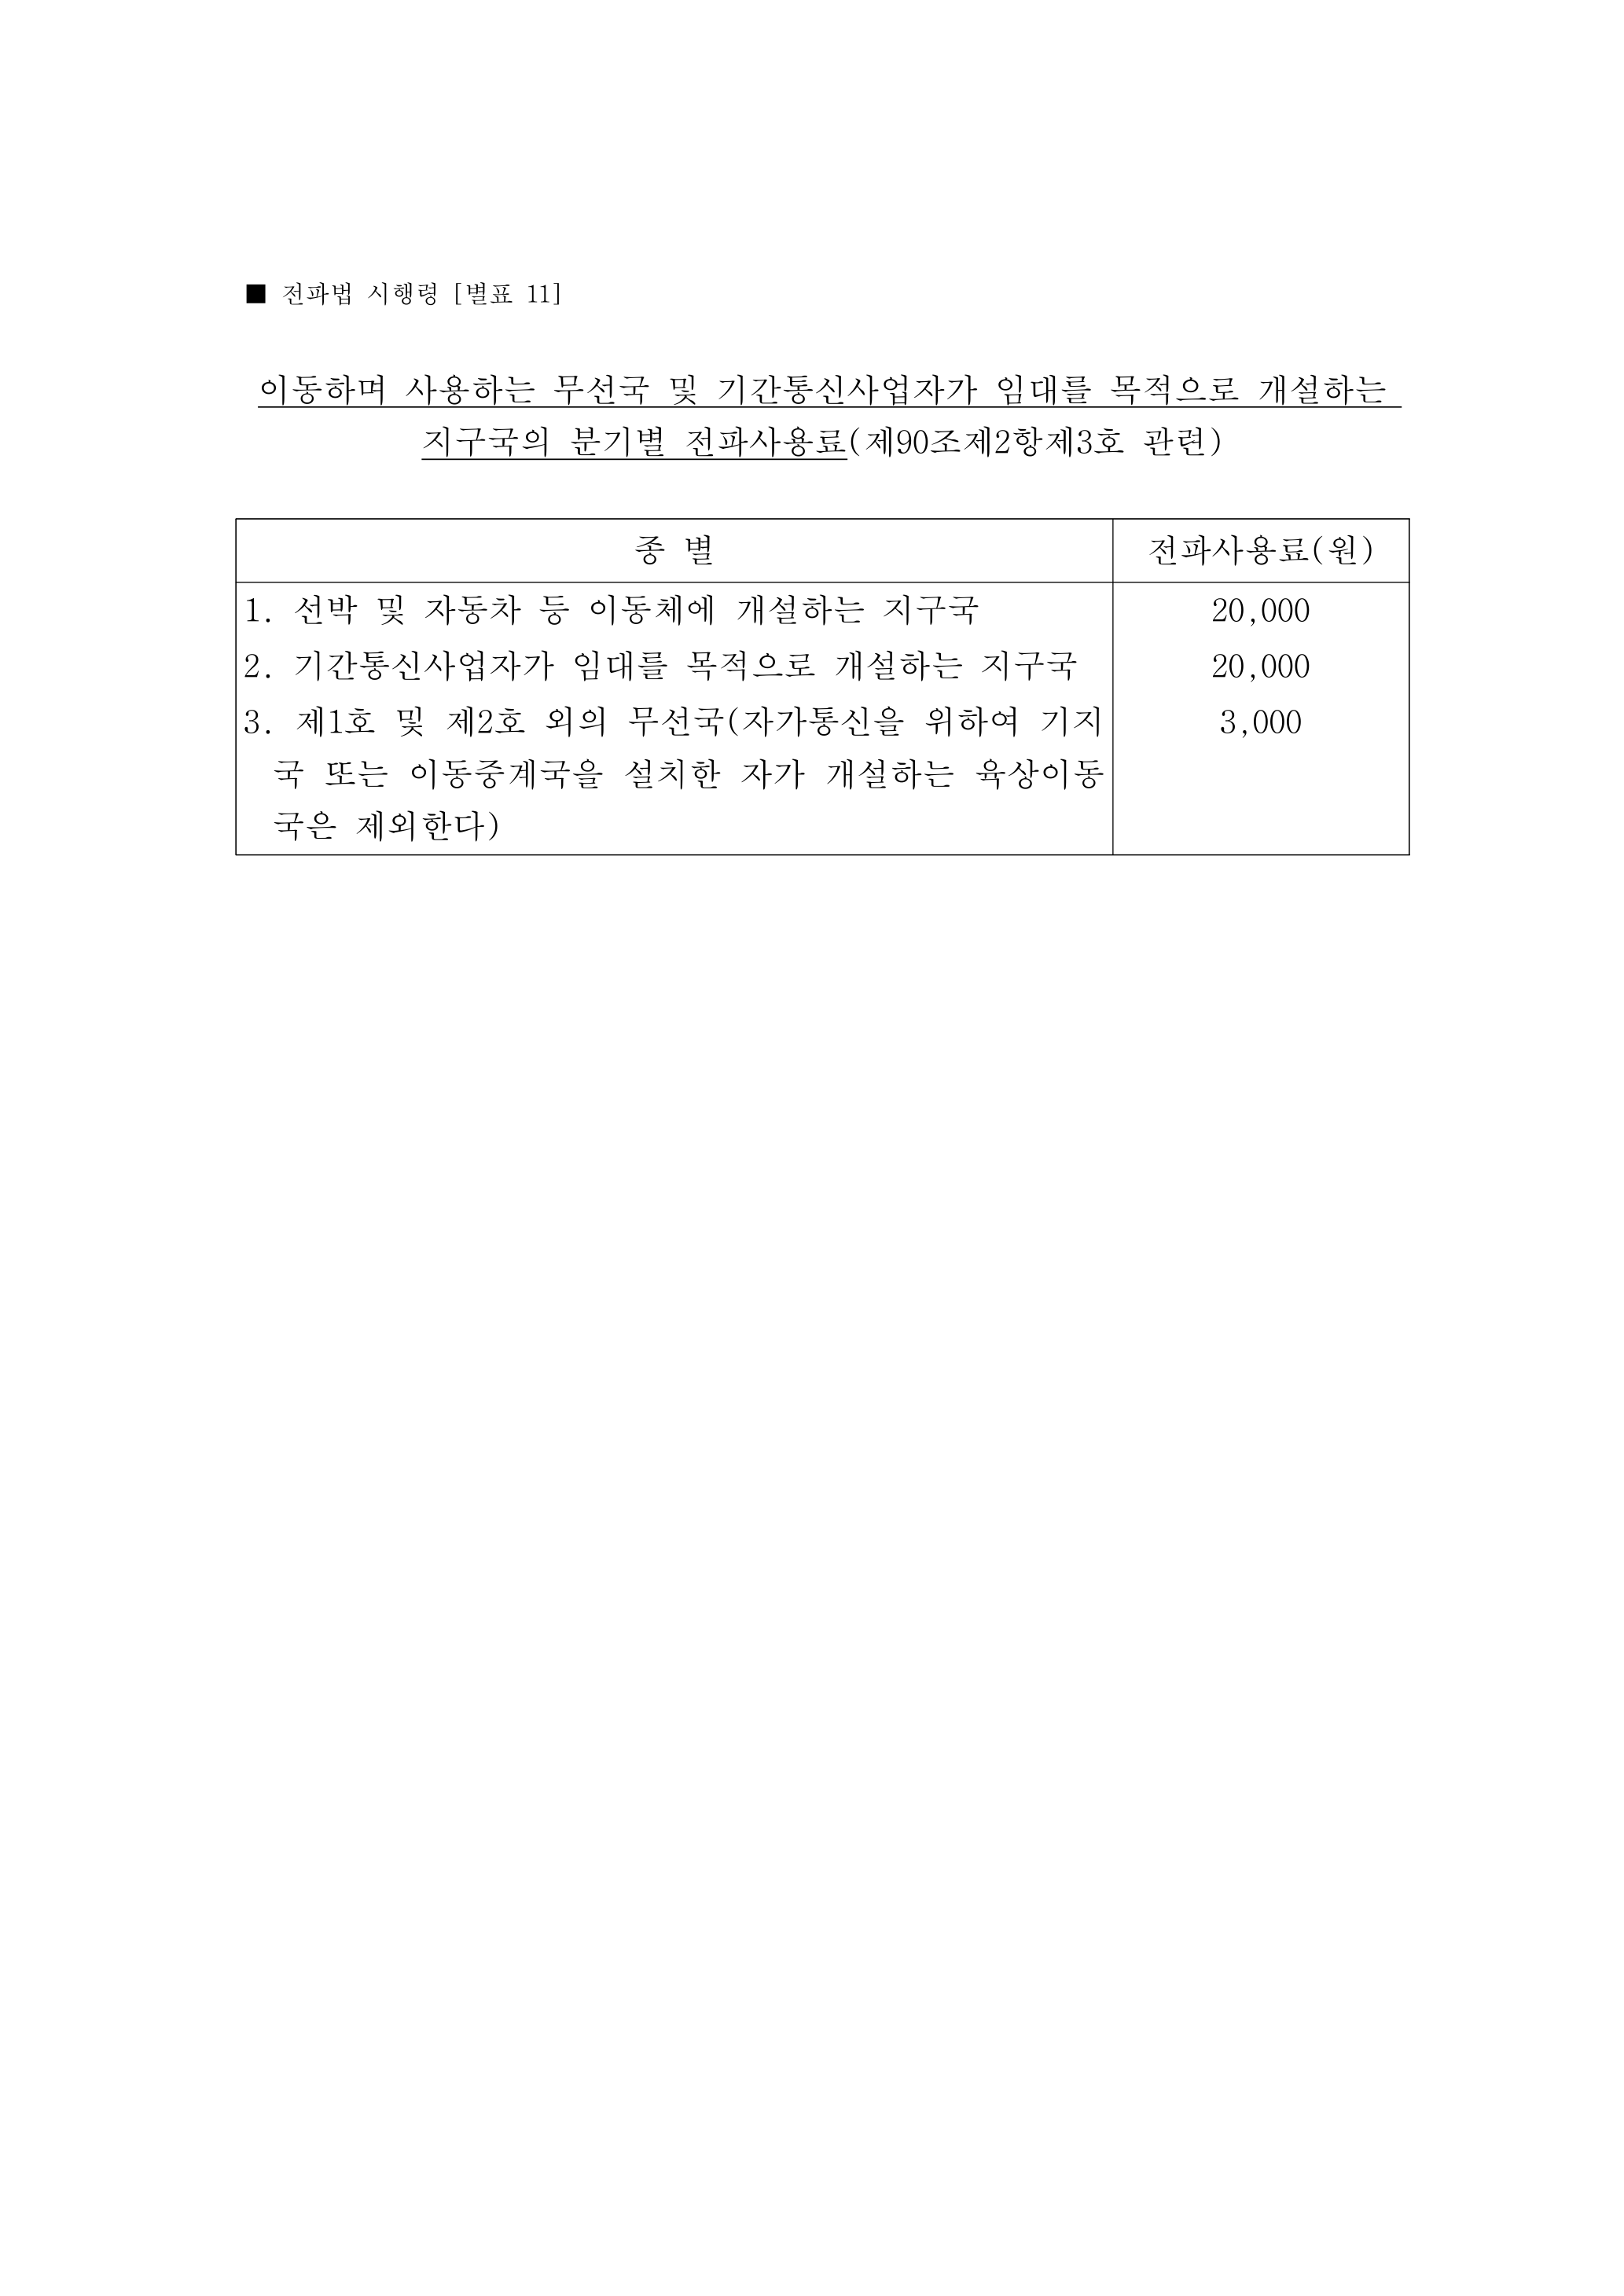 ■ 전파법 시행령 [별표 11]
이동하며 사용하는 무선국 및 기간통신사업자가 임대를 목적으로 개설하는
지구국의 분기별 전파사용료(제90조제2항제3호 관련)
종 별 전파사용료(원)
1. 선박 및 자동차 등 이동체에 개설하는 지구국 20,000
2. 기간통신사업자가 임대를 목적으로 개설하는 지구국 20,000
3. 제1호 및 제2호 외의 무선국(자가통신을 위하여 기지 3,000
국 또는 이동중계국을 설치한 자가 개설하는 육상이동
국은 제외한다)